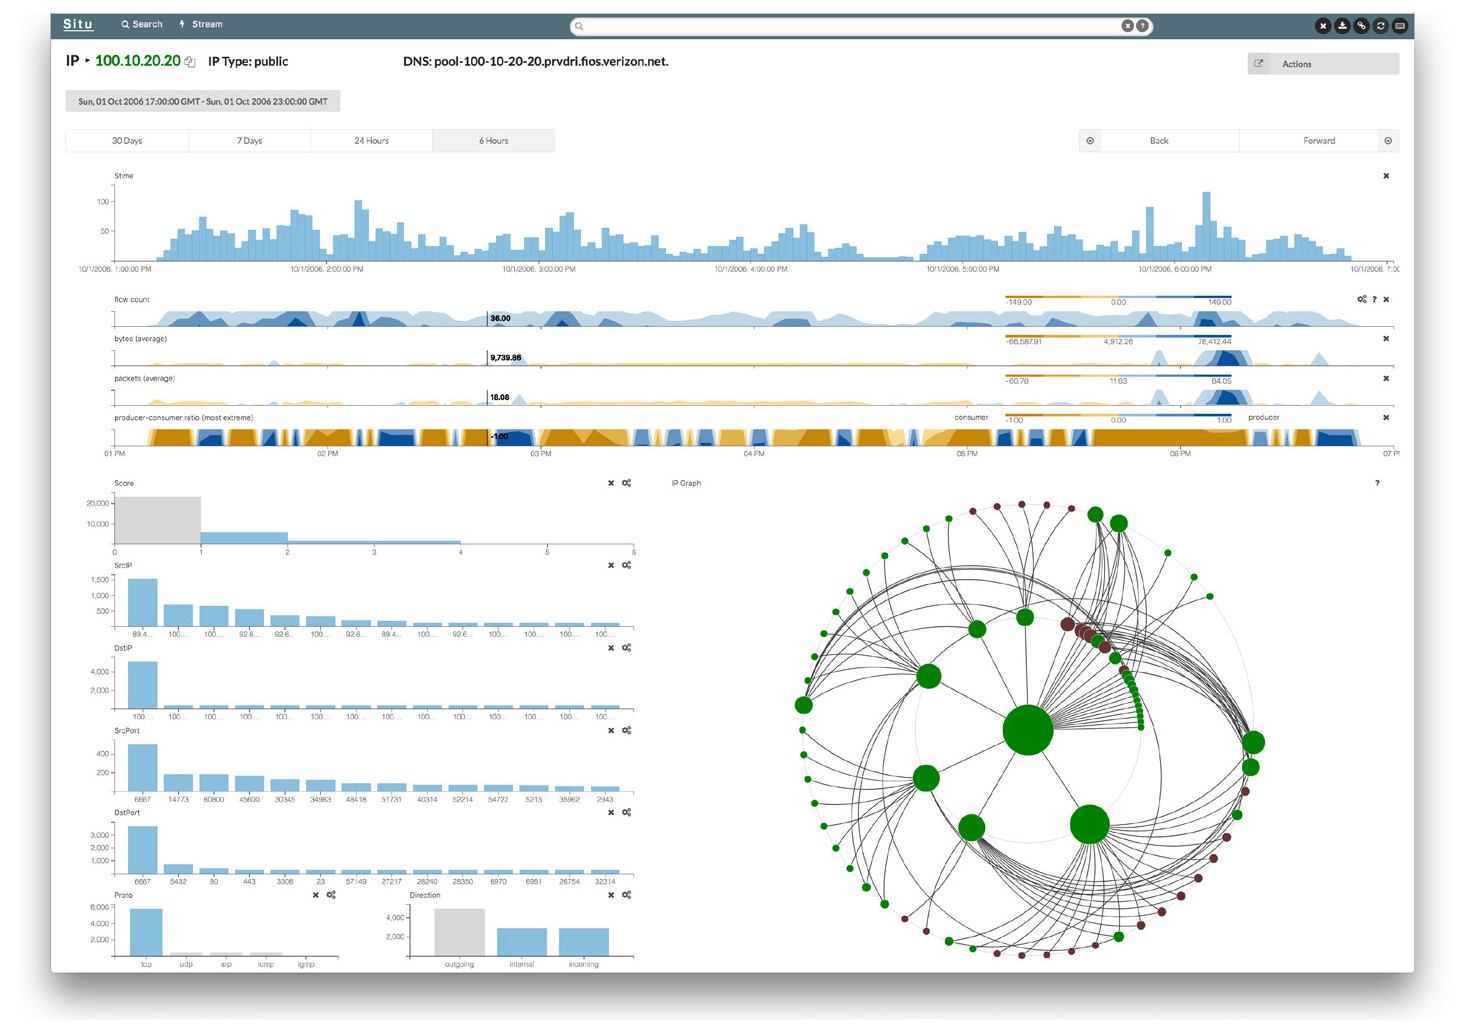 Situ Search Stream
IP ▸ 100.10.20.20 IP Type: public DNS: pool-100-10-20-20.prvdri.fios.verizon.net.
Actions
Sun, 01 Oct 2006 17:00:00 GMT - Sun, 01 Oct 2006 23:00:00 GMT
30 Days 7 Days 24 Hours 6 Hours Back Forward
Stime
100
50
10/1/2006, 1:00:00 PM 10/1/2006, 2:00:00 PM 10/1/2006, 3:00:00 PM 10/1/2006, 4:00:00 PM 10/1/2006, 5:00:00 PM 10/1/2006, 6:00:00 PM 10/1/2006, 7:0
flow count -149.00 0.00 149.00 ?
36.00
bytes (average) -66,587.91 4,912.26 76,412.44
9,739.86
packets (average) -60.78 11.63 84.05
18.08
producer-consumer ratio (most extreme) consumer -1.00 0.00 1.00 producer
-1.00
01 PM 02 PM 03 PM 04 PM 05 PM 06 PM 07 P
Score
20,000
10,000
0 1 2 3 4 5 6
SrcIP
1,500
1,000
500
89.4... 100.... 100.... 92.6... 92.6... 100.... 92.6... 89.4... 100.... 92.6... 100.... 100.... 100.... 100....
DstIP
4,000
2,000
100.... 100.... 100.... 100.... 100.... 100.... 100.... 100.... 100.... 100.... 100.... 100.... 100.... 100....
SrcPort
400
200
6667 14773 60800 45600 30345 34983 48418 51731 40314 52214 54722 5215 35962 2943
DstPort
3,000
2,000
1,000
6667 5432 80 443 3306 23 57149 27217 28240 28350 6970 6951 26754 32314
Proto
6,000
4,000
2,000
tcp udp arp icmp igmp
Direction
4,000
2,000
outgoing internal incoming
IP Graph ?